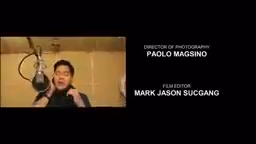 DIRECTOR OF PHOTOGRAPHY
PAOLO MAGSINO
FILM EDITOR
MARK JASON SUCGANG